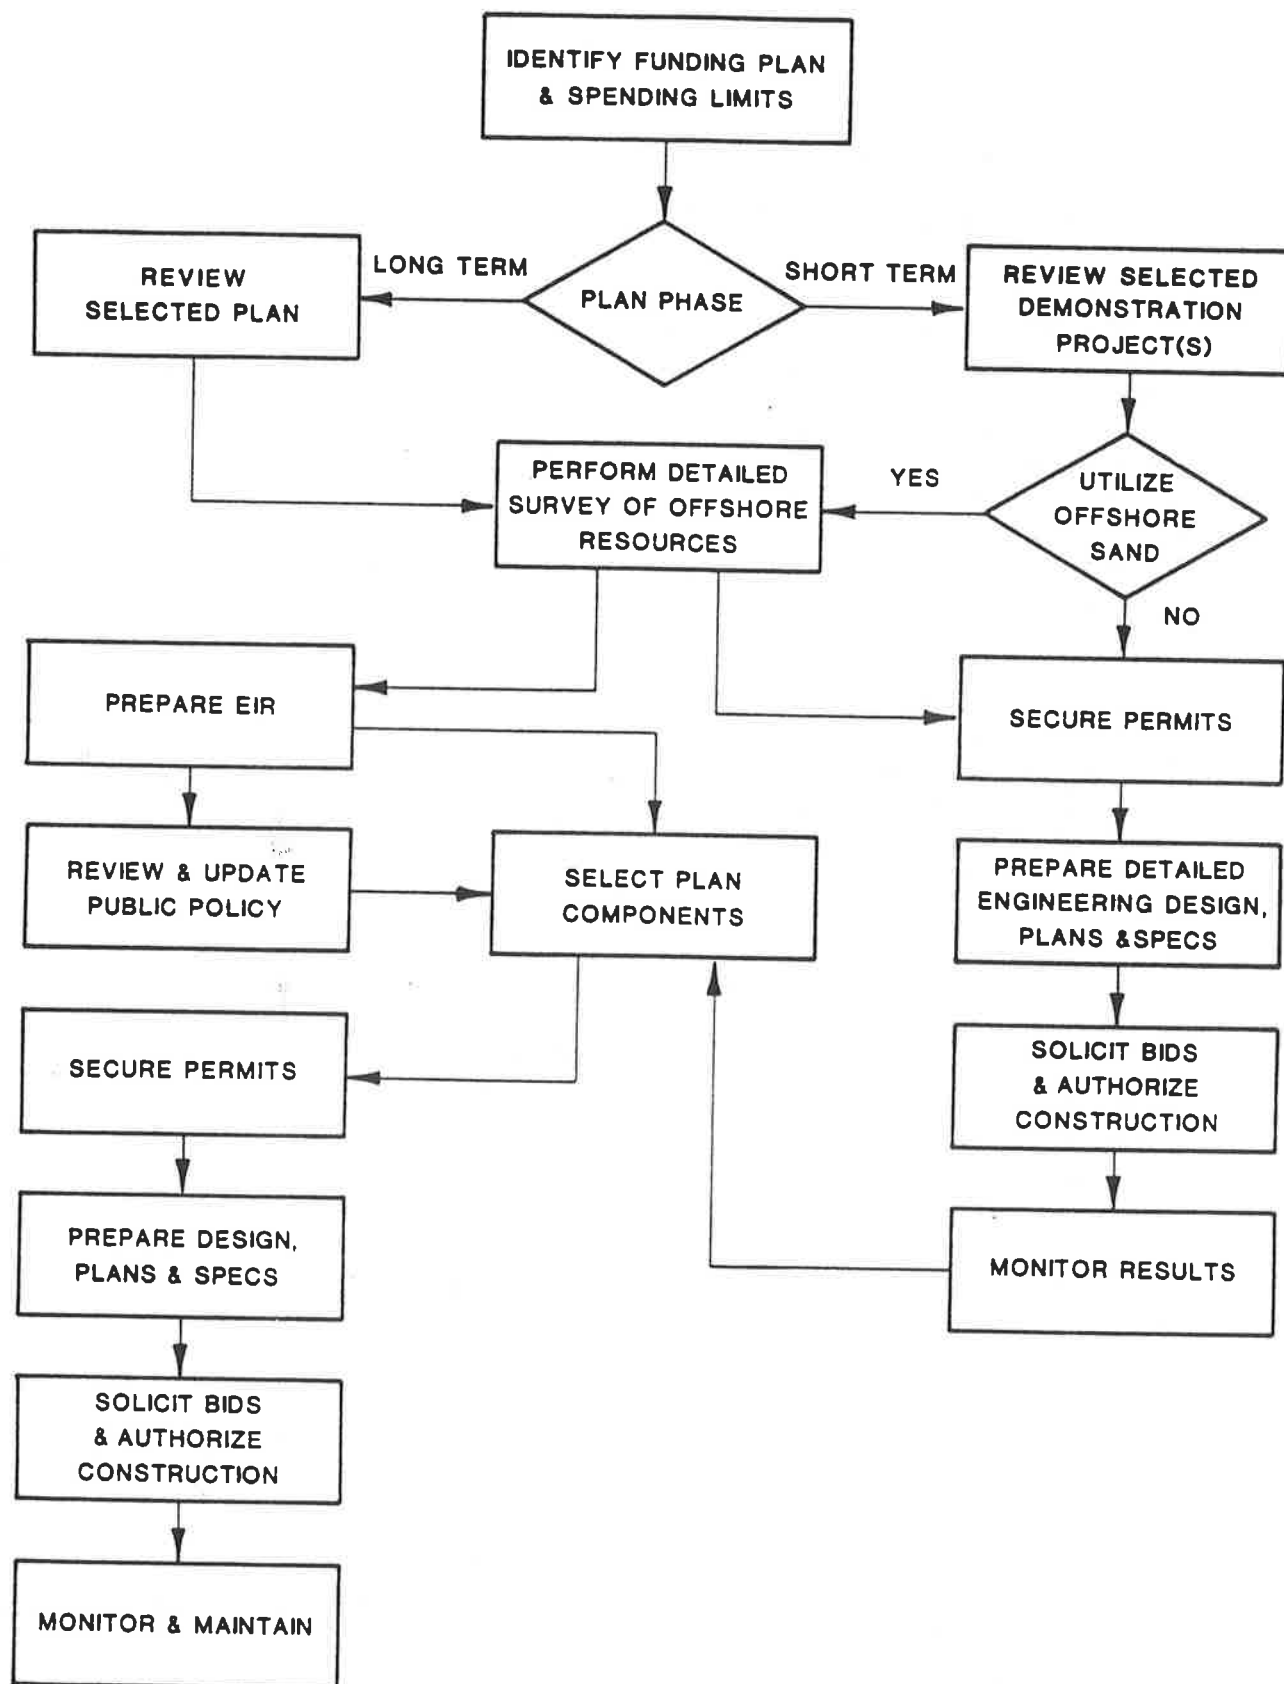 IDENTIFY FUNDING PLAN
& SPENDING LIMITS
LONG TERM
REVIEW
SELECTED PLAN
PLAN PHASE
SHORT TERM
REVIEW SELECTED
DEMONSTRATION
PROJECT(S)
PERFORM DETAILED
SURVEY OF OFFSHORE
RESOURCES
YES
UTILIZE
OFFSHORE
SAND
NO
PREPARE EIR
SECURE PERMITS
REVIEW & UPDATE
PUBLIC POLICY
SELECT PLAN
COMPONENTS
PREPARE DETAILED
ENGINEERING DESIGN,
PLANS &SPECS
SECURE PERMITS
SOLICIT BIDS
& AUTHORIZE
CONSTRUCTION
PREPARE DESIGN,
PLANS & SPECS
MONITOR RESULTS
SOLICIT BIDS
& AUTHORIZE
CONSTRUCTION
MONITOR & MAINTAIN